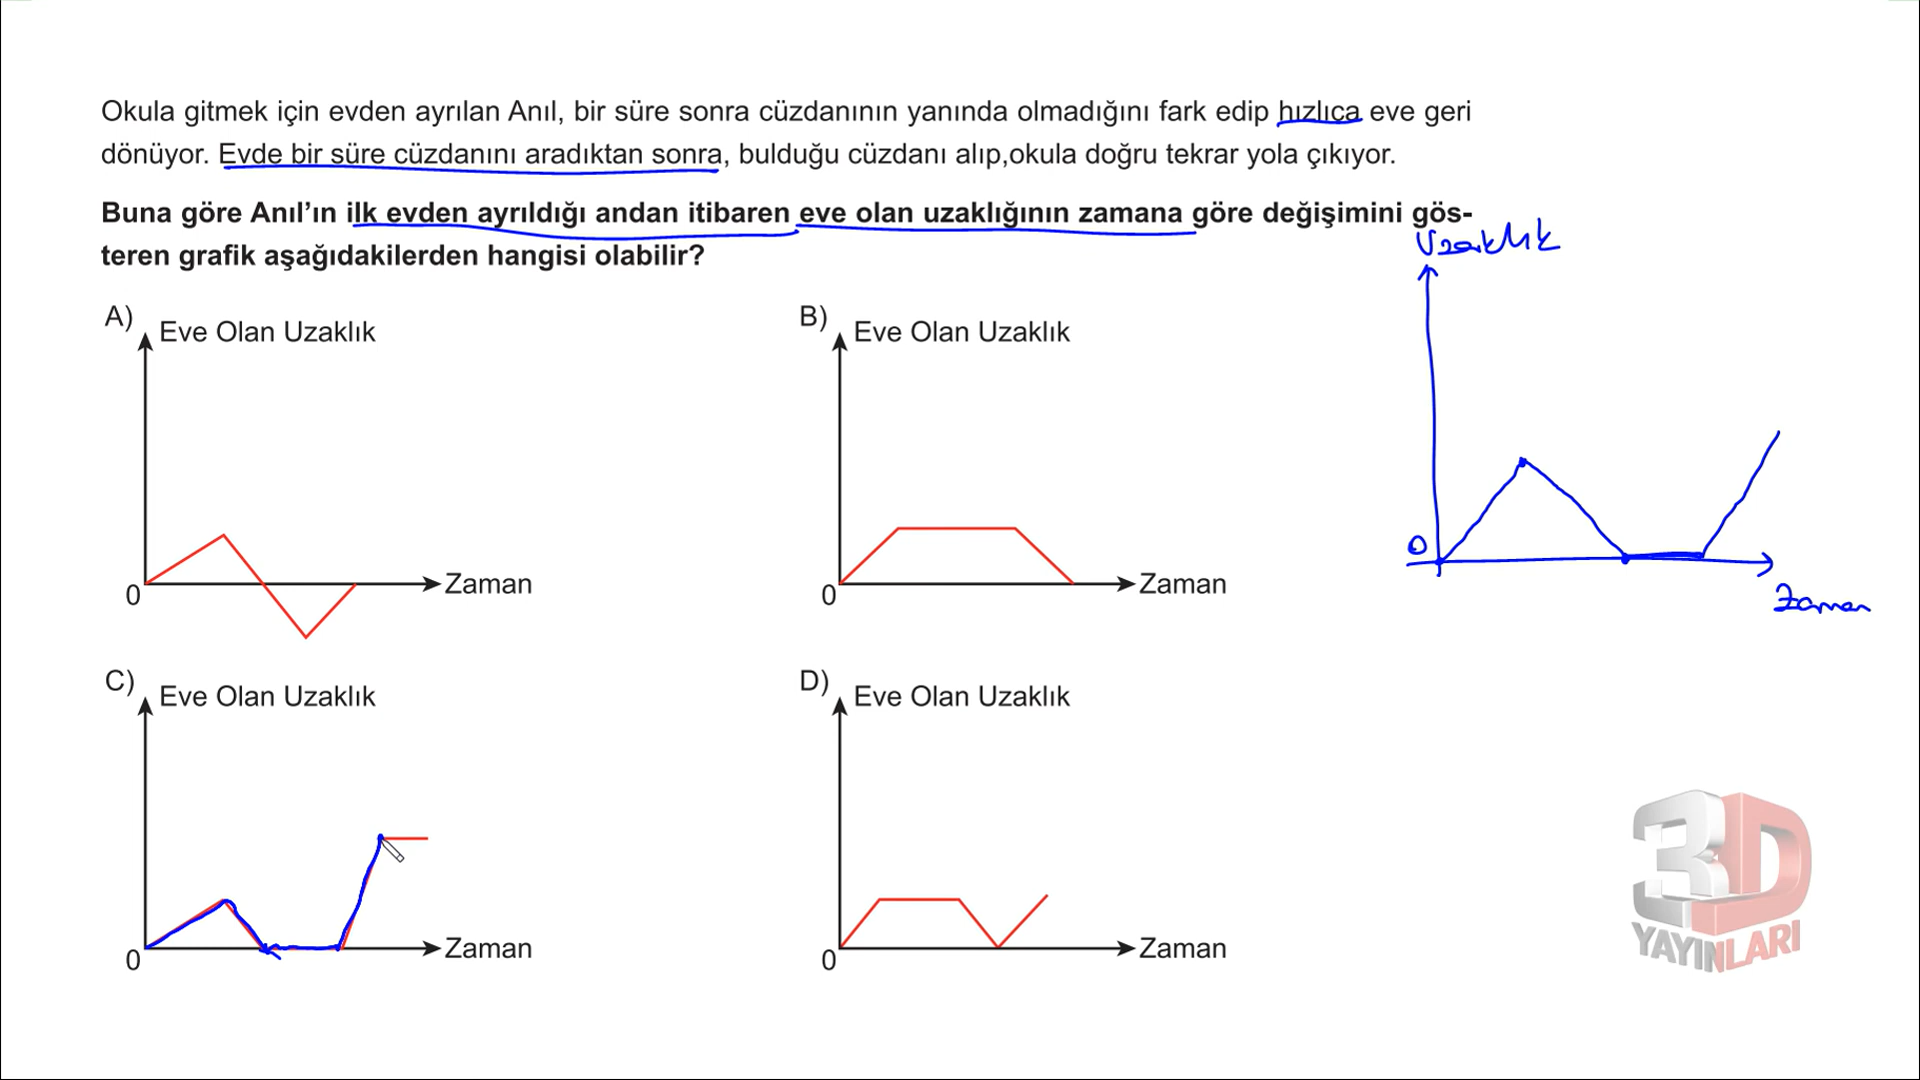 Okula gitmek için evden ayrılan Anıl, bir süre sonra cüzdanının yanında olmadığını fark edip hızlıca eve geri
dönüyor. Evde bir süre cüzdanını aradıktan sonra, bulduğu cüzdanı alıp,okula doğru tekrar yola çıkıyor.
Buna göre Anıl’ın ilk evden ayrıldığı andan itibaren eve olan uzaklığının zamana göre değişimini gös-
teren grafik aşağıdakilerden hangisi olabilir?
Uzaklık
0
Zaman
A)
Eve Olan Uzaklık
0
Zaman
B)
Eve Olan Uzaklık
0
Zaman
C)
Eve Olan Uzaklık
0
Zaman
D)
Eve Olan Uzaklık
0
Zaman
3D
YAYINLARI